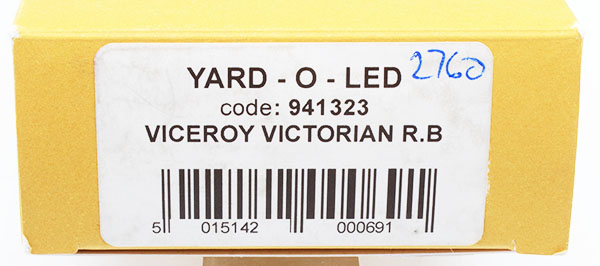 YARD - O - LED 2760
code: 941323
VICEROY VICTORIAN R.B
5 015142 000691